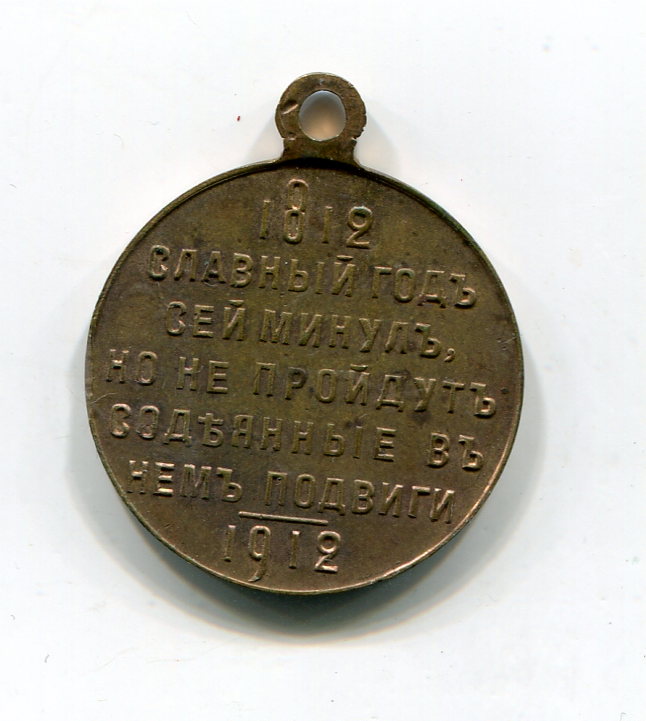 1812
СЛАВНЫЙ ГОДЪ
СЕЙ МИНУЛЪ,
НО НЕ ПРОЙДУТЪ
СОДѢЯННЫЕ ВЪ
НЕМЪ ПОДВИГИ
1912